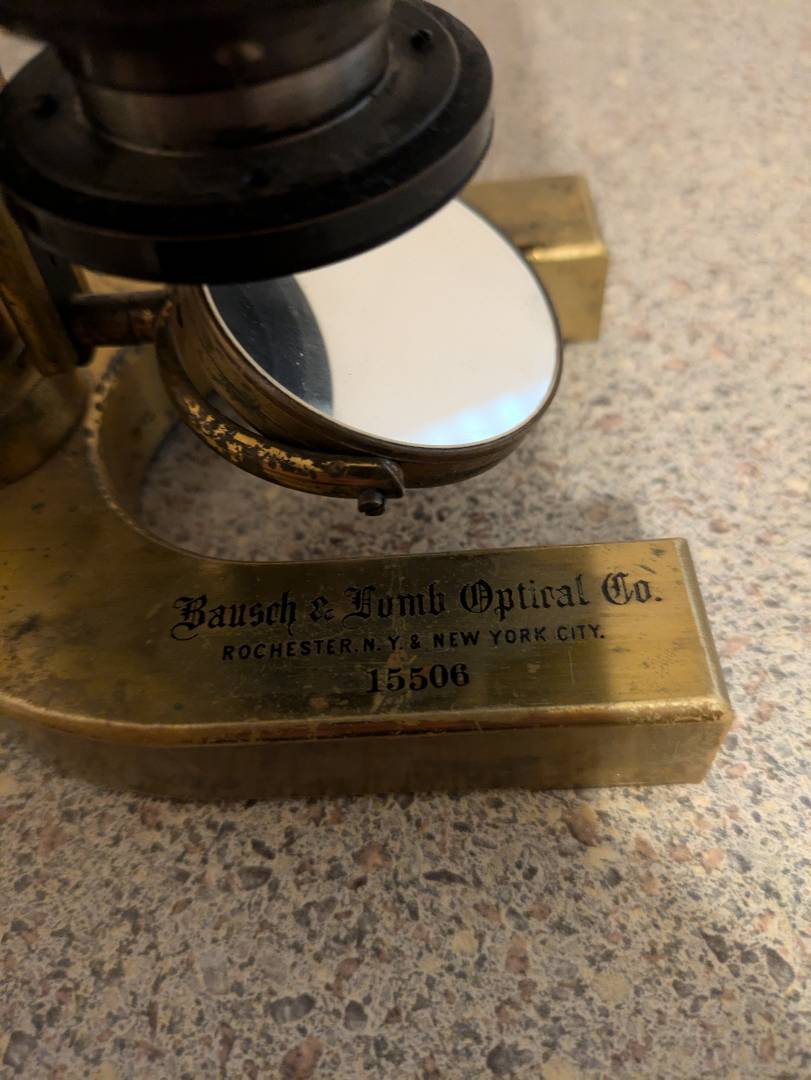 Bausch & Lomb Optical Co.
ROCHESTER, N. Y. & NEW YORK CITY.
15506